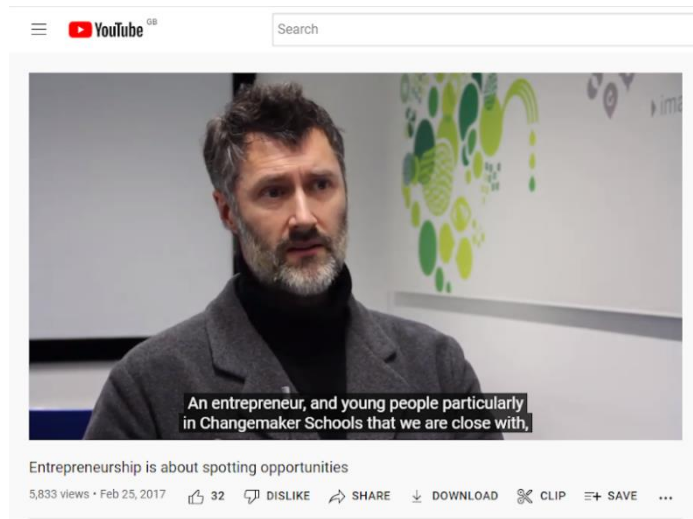 YouTube GB
Search
ima
An entrepreneur, and young people particularly
in Changemaker Schools that we are close with,
Entrepreneurship is about spotting opportunities
5,833 views • Feb 25, 2017 32 DISLIKE SHARE DOWNLOAD CLIP SAVE ...